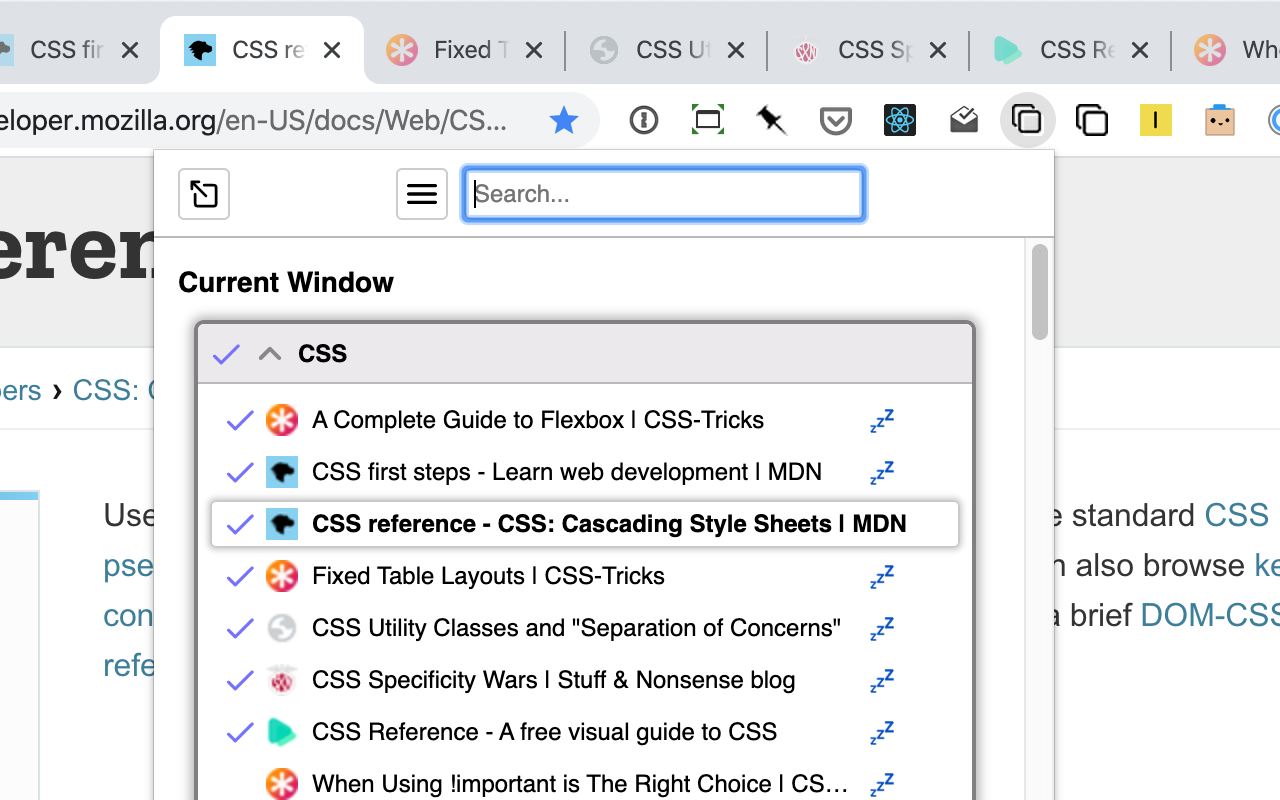 CSS fir
CSS re
Fixed T
CSS Ut
CSS Sp
CSS Re
Whe
eloper.mozilla.org/en-US/docs/Web/CS...
Search...
eren
Current Window
CSS
bers › CSS: C
A Complete Guide to Flexbox | CSS-Tricks
zzZ
CSS first steps - Learn web development | MDN
zzZ
CSS reference - CSS: Cascading Style Sheets | MDN
Use
e standard CSS
Fixed Table Layouts | CSS-Tricks
zzZ
pse
n also browse ke
CSS Utility Classes and "Separation of Concerns"
zzZ
con
a brief DOM-CSS
CSS Specificity Wars | Stuff & Nonsense blog
zzZ
refe
CSS Reference - A free visual guide to CSS
zzZ
When Using !important is The Right Choice | CS...
zzZ